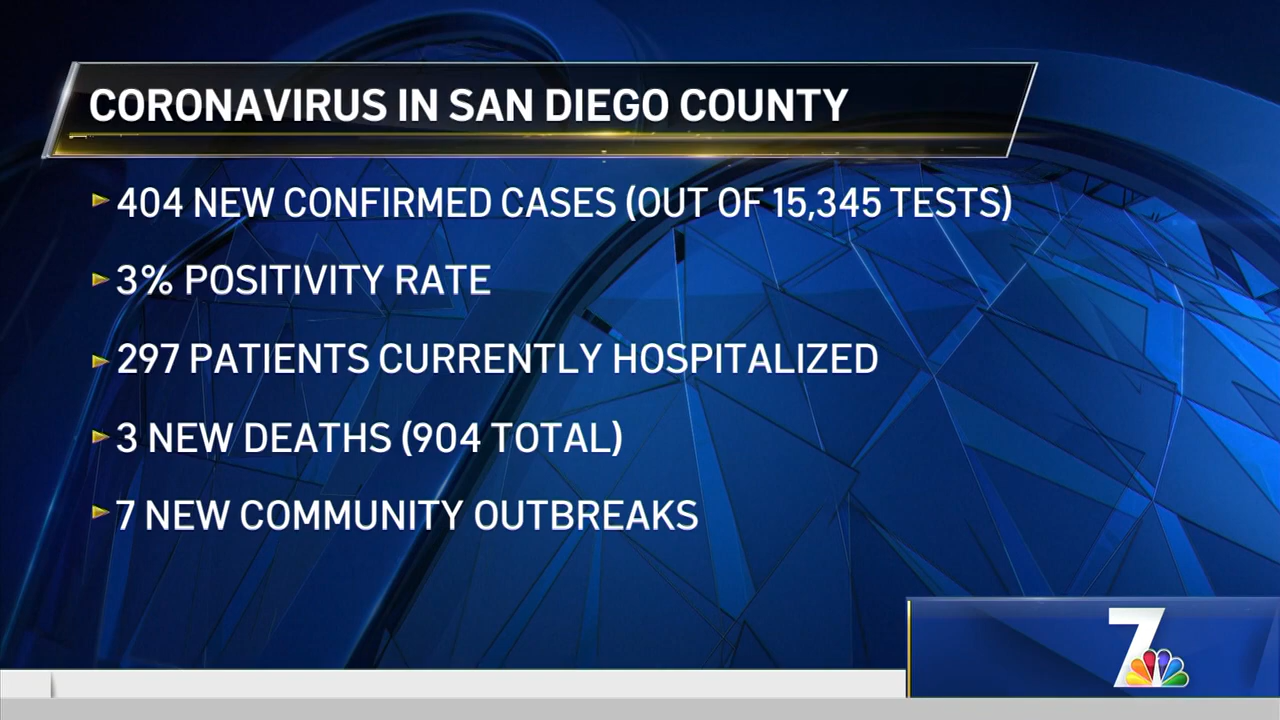 CORONAVIRUS IN SAN DIEGO COUNTY
404 NEW CONFIRMED CASES (OUT OF 15,345 TESTS)
3% POSITIVITY RATE
297 PATIENTS CURRENTLY HOSPITALIZED
3 NEW DEATHS (904 TOTAL)
7 NEW COMMUNITY OUTBREAKS
7